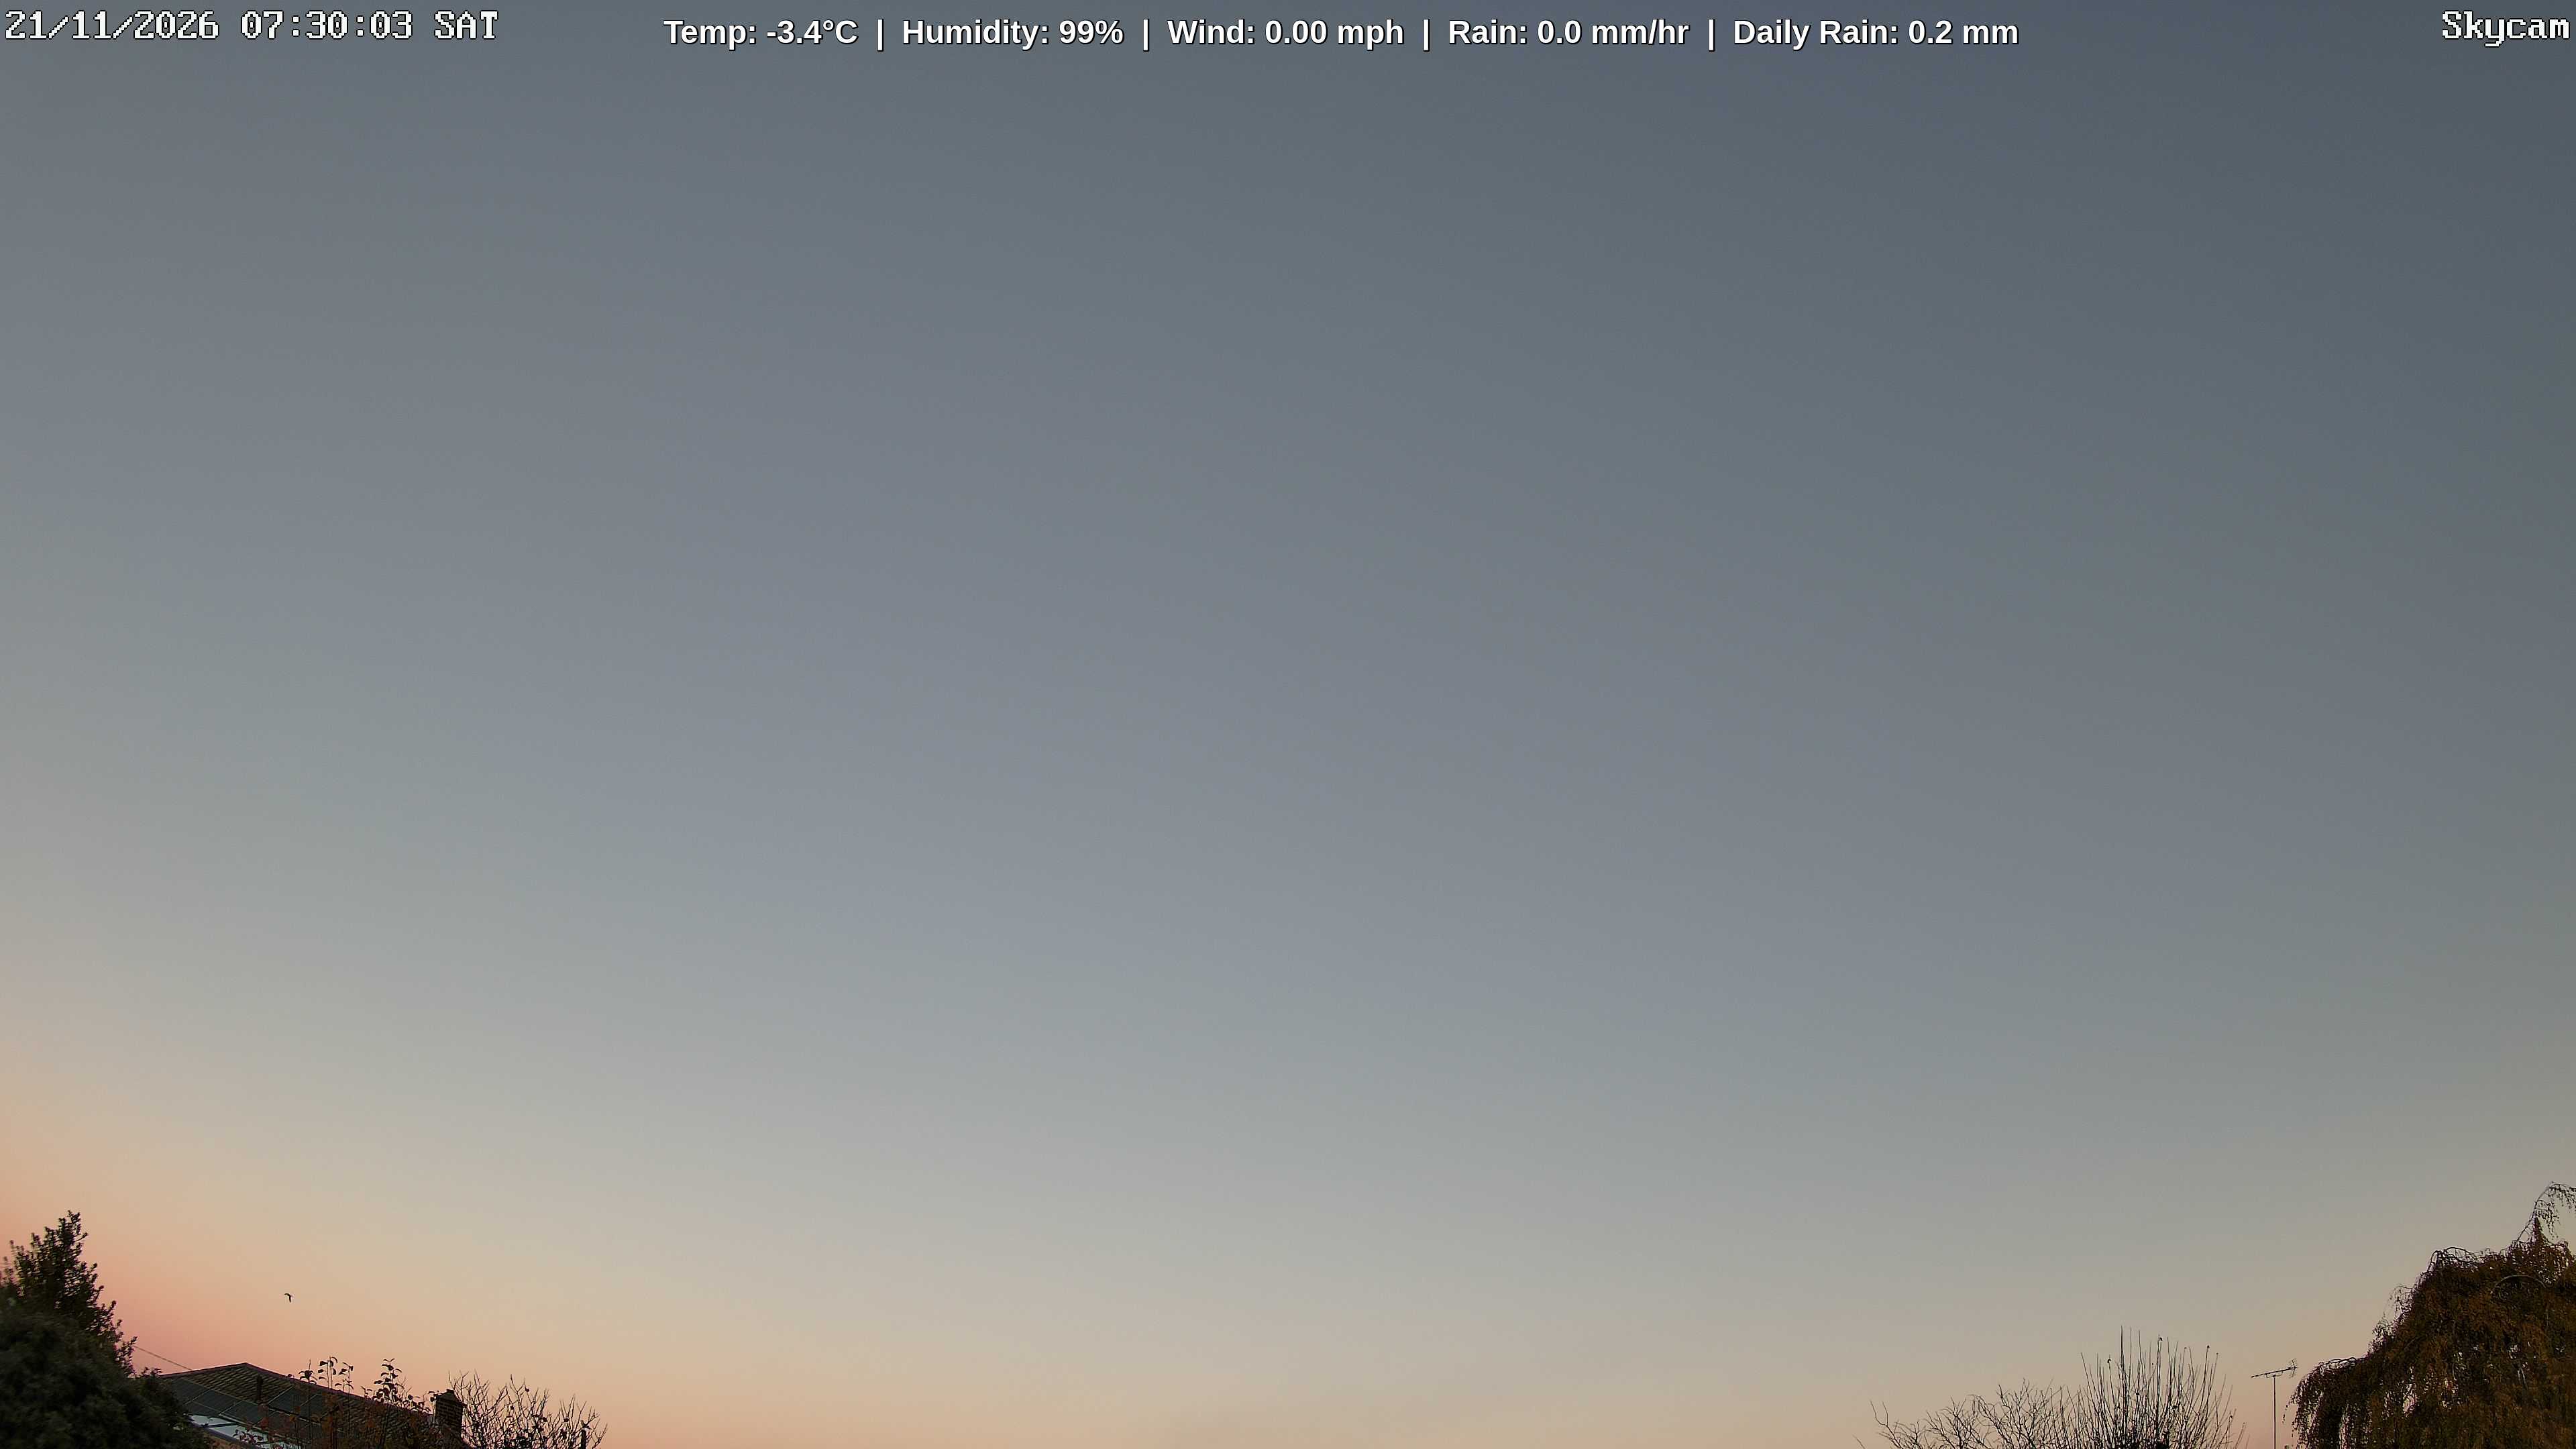 21/11/2026 07:30:03 SAT
Temp: -3.4°C | Humidity: 99% | Wind: 0.00 mph | Rain: 0.0 mm/hr | Daily Rain: 0.2 mm
Skycam